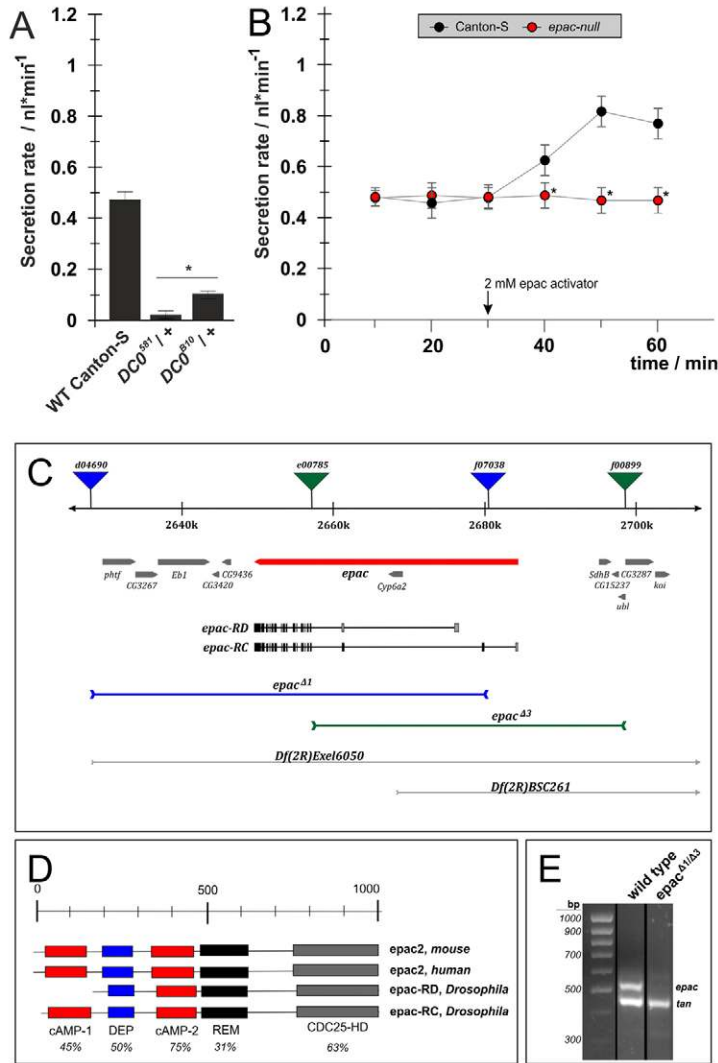 A
Secretion rate / nl*min-1
1.2
1
0.8
0.6
0.4
0.2
0
*
WT Canton-S
DC0581/ +
DC0B10/ +
B
Canton-S
epac-null
Secretion rate / nl*min-1
1.2
1
0.8
0.6
0.4
0.2
0
*
*
*
2 mM epac activator
0
20
40
60
time / min
C
d04690
e00785
f07038
f00899
2640k
2660k
2680k
2700k
phtf
CG3267
Eb1
CG3420
CG9436
epac
Cyp6a2
SdhB
CG15237
ubl
CG3287
koi
epac-RD
epac-RC
epacΔ1
epacΔ3
Df(2R)Exel6050
Df(2R)BSC261
D
0
500
1000
epac2, mouse
epac2, human
epac-RD, Drosophila
epac-RC, Drosophila
cAMP-1
DEP
cAMP-2
REM
CDC25-HD
45%
50%
75%
31%
63%
E
wild type
epacΔ1/Δ3
bp
1000
900
700
500
300
epac
tan